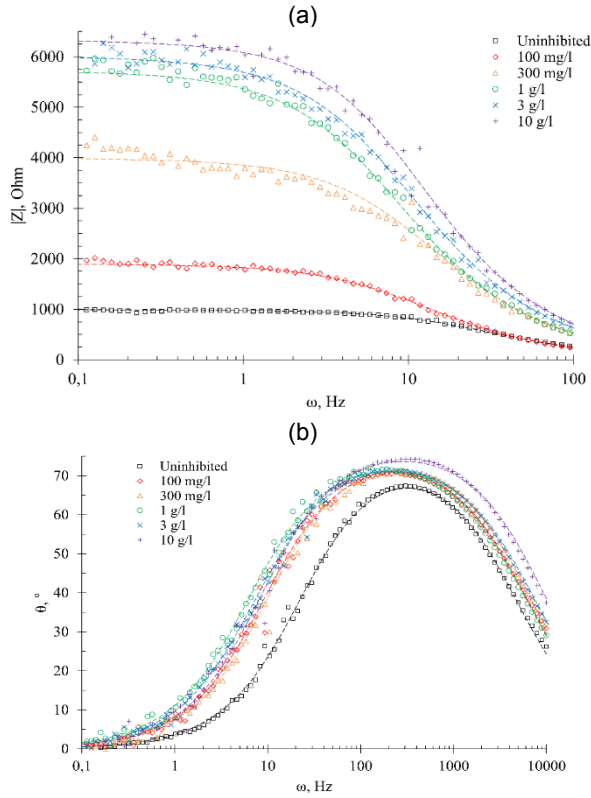 (a)
6000
5000
4000
3000
2000
1000
0
|Z|, Ohm
0,1
1
10
100
ω, Hz
Uninhibited
100 mg/l
300 mg/l
1 g/l
3 g/l
10 g/l
(b)
70
60
50
40
30
20
10
0
θ, °
0,1
1
10
100
1000
10000
ω, Hz
Uninhibited
100 mg/l
300 mg/l
1 g/l
3 g/l
10 g/l